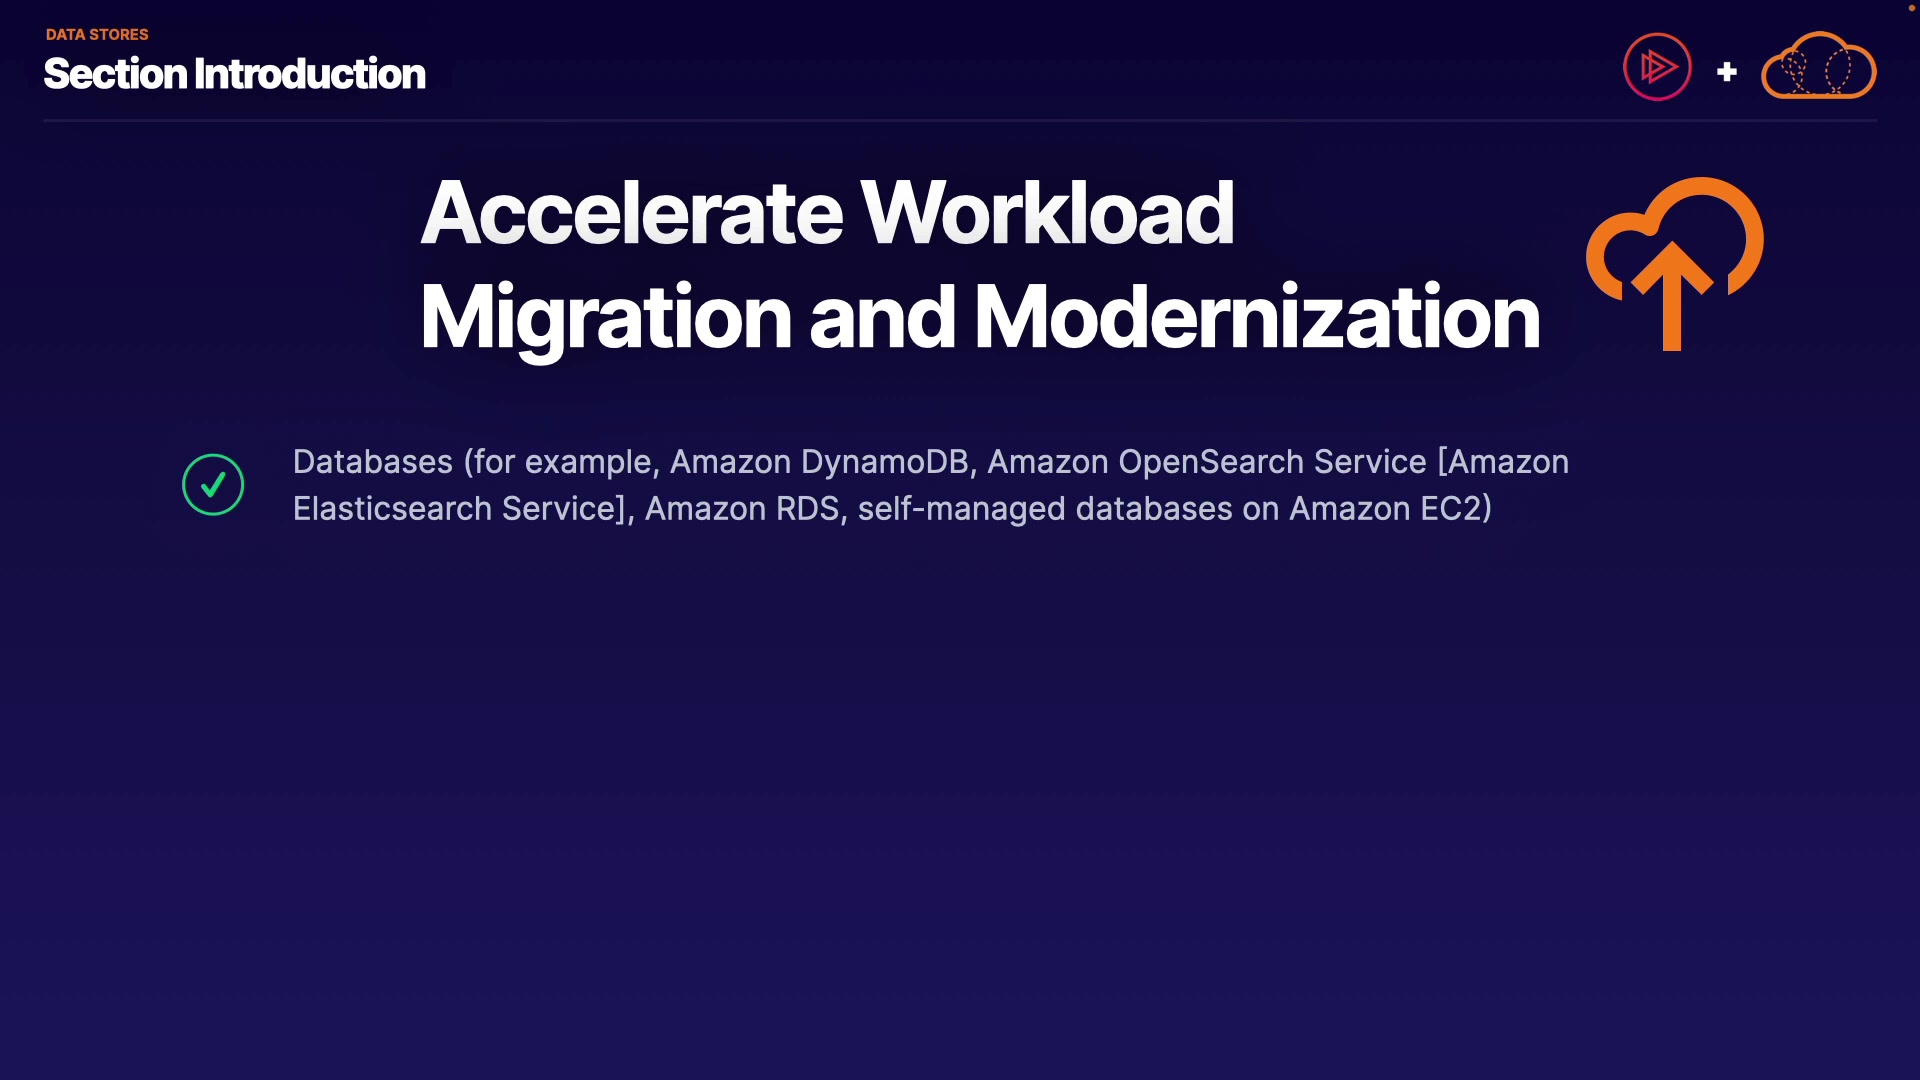 DATA STORES
Section Introduction
Accelerate Workload
Migration and Modernization
Databases (for example, Amazon DynamoDB, Amazon OpenSearch Service [Amazon
Elasticsearch Service], Amazon RDS, self-managed databases on Amazon EC2)